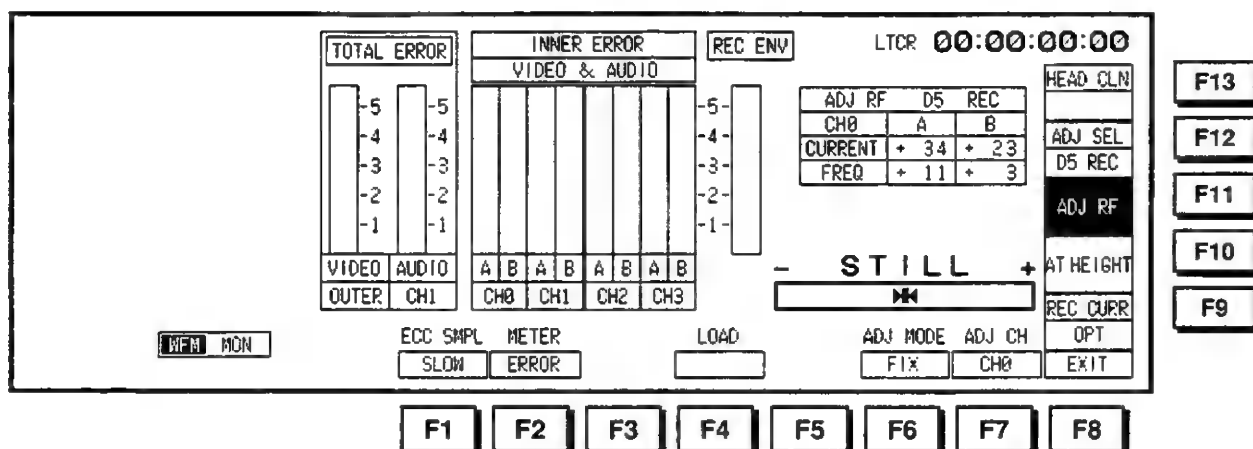 TOTAL ERROR
INNER ERROR
VIDEO & AUDIO
REC ENV
LTCR 00:00:00:00
-5 -5 -5-
-4 -4 -4-
-3 -3 -3-
-2 -2 -2-
-1 -1 -1-
VIDEO AUDIO
OUTER CH1
A B A B A B A B
CH0 CH1 CH2 CH3
ADJ RF D5 REC
CH0 A B
CURRENT + 34 + 23
FREQ + 11 + 3
- STILL +
HEAD CLN
ADJ SEL
D5 REC
ADJ RF
AT HEIGHT
REC CURR
OPT
EXIT
WFM MON
ECC SMPL METER LOAD ADJ MODE ADJ CH
SLOW ERROR FIX CH0
F13
F12
F11
F10
F9
F1 F2 F3 F4 F5 F6 F7 F8